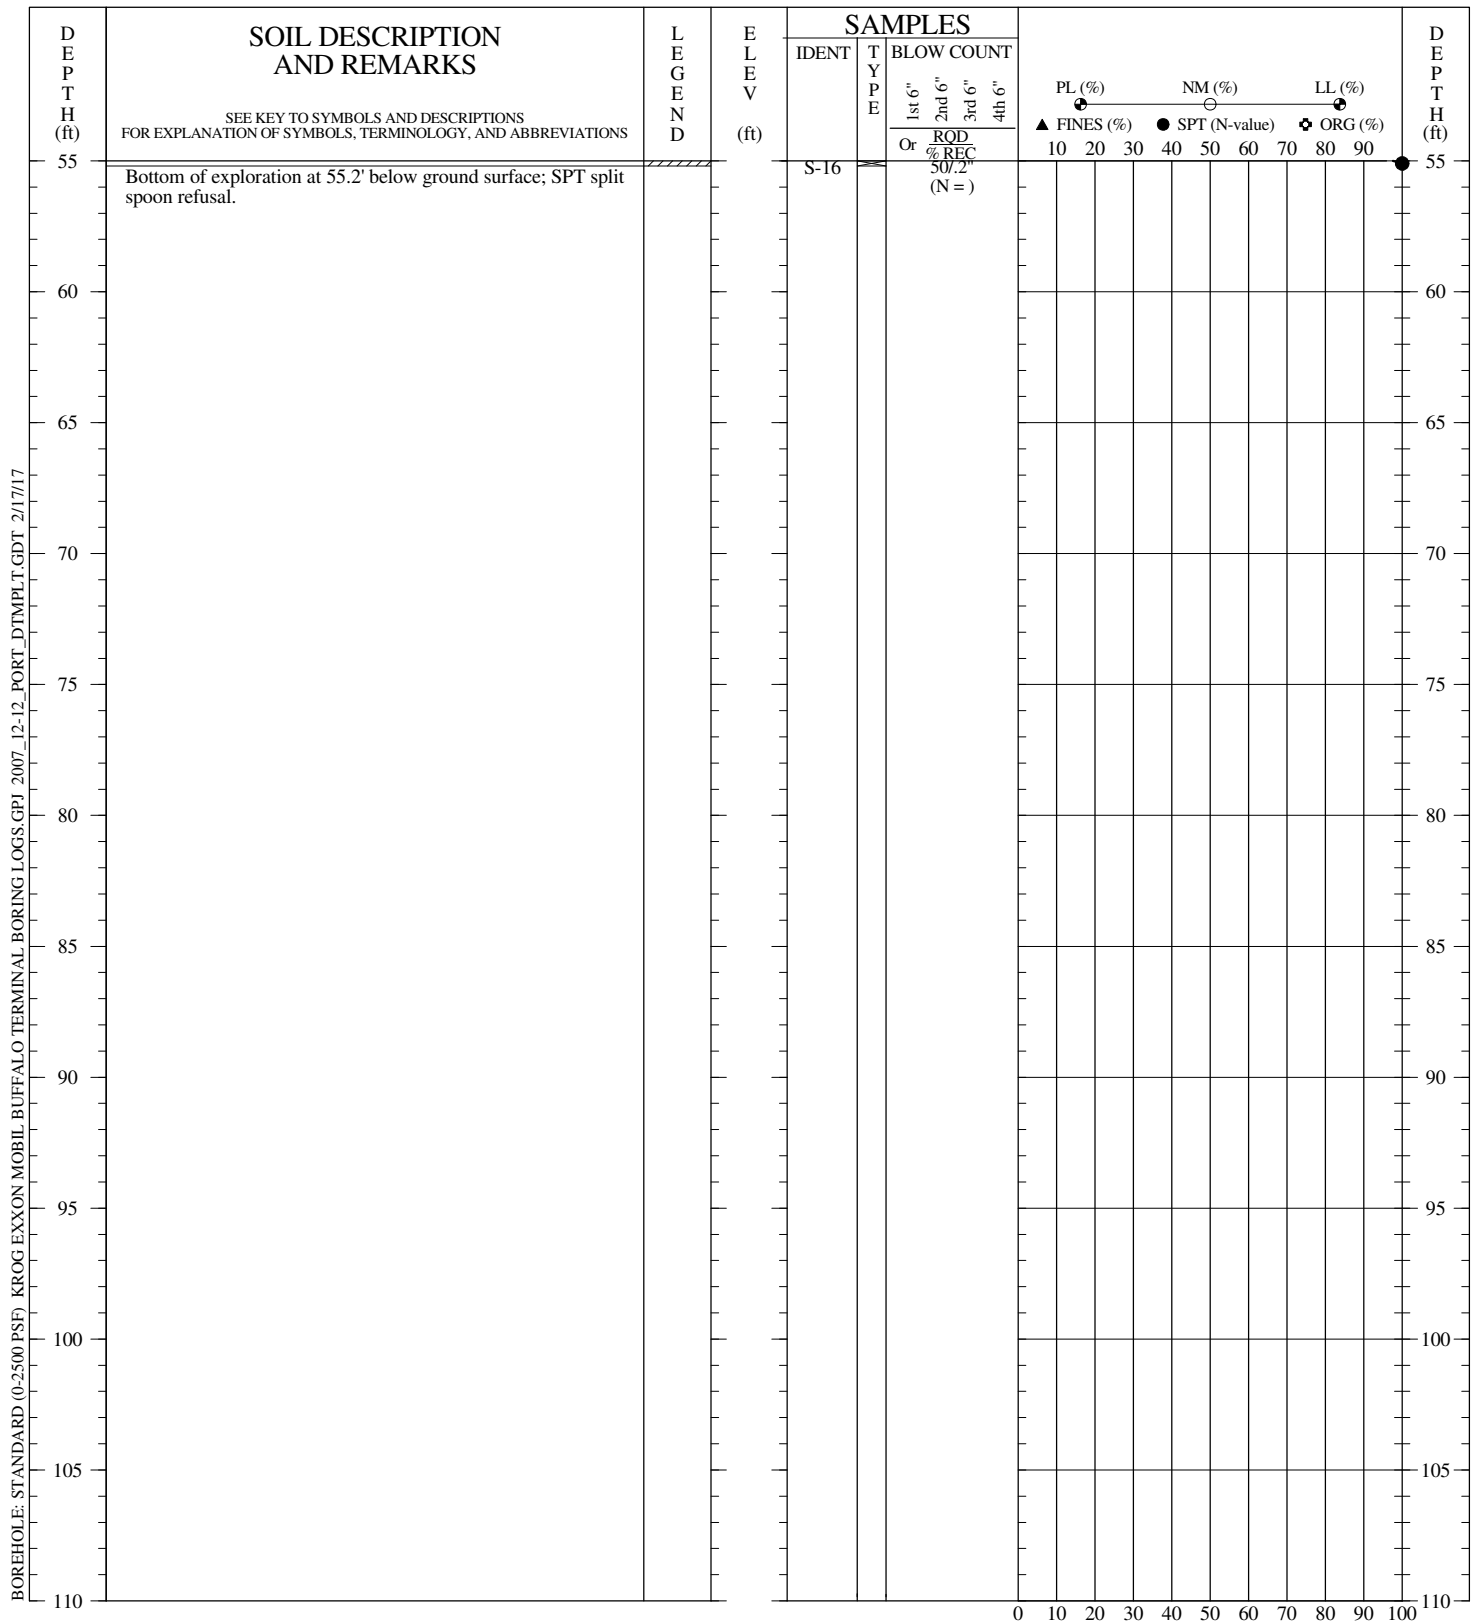 DEPTH
(ft)
SOIL DESCRIPTION
AND REMARKS
SEE KEY TO SYMBOLS AND DESCRIPTIONS
FOR EXPLANATION OF SYMBOLS, TERMINOLOGY, AND ABBREVIATIONS
LEGEND
ELEV
(ft)
SAMPLES
IDENT
TYPE
BLOW COUNT
1st 6"
2nd 6"
3rd 6"
4th 6"
Or RQD
% REC
PL (%) NM (%) LL (%)
▲ FINES (%) ● SPT (N-value) ORG (%)
10 20 30 40 50 60 70 80 90
DEPTH
(ft)
55
Bottom of exploration at 55.2' below ground surface; SPT split
spoon refusal.
S-16
50/.2"
(N = )
55
60 60
65 65
70 70
75 75
80 80
85 85
90 90
95 95
100 100
105 105
110 110
0 10 20 30 40 50 60 70 80 90 100
BOREHOLE: STANDARD (0-2500 PSF) KROG EXXON MOBIL BUFFALO TERMINAL BORING LOGS.GPJ 2007_12-12_PORT_DTMPLT.GDT 2/17/17